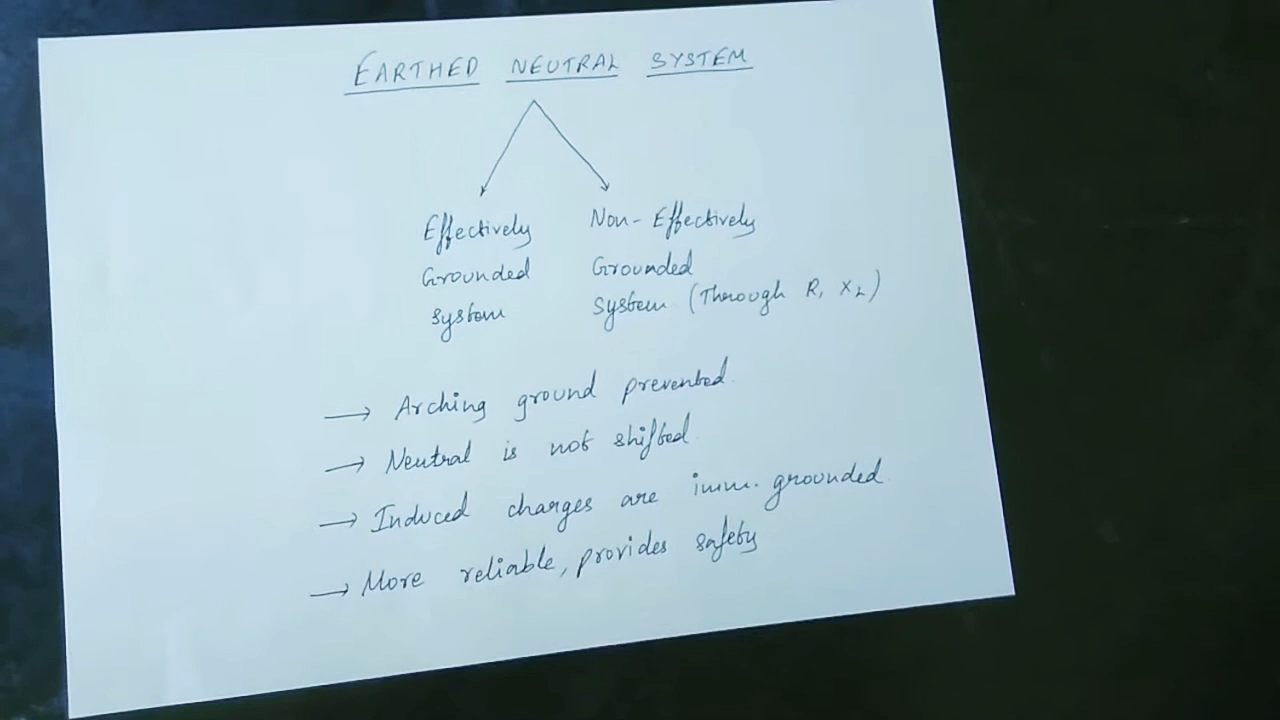 EARTHED NEUTRAL SYSTEM
Effectively
Grounded
System
Non-Effectively
Grounded
System (Through R, XL)
→ Arching ground prevented.
→ Neutral is not shifted.
→ Induced charges are imm. grounded.
→ More reliable, provides safety